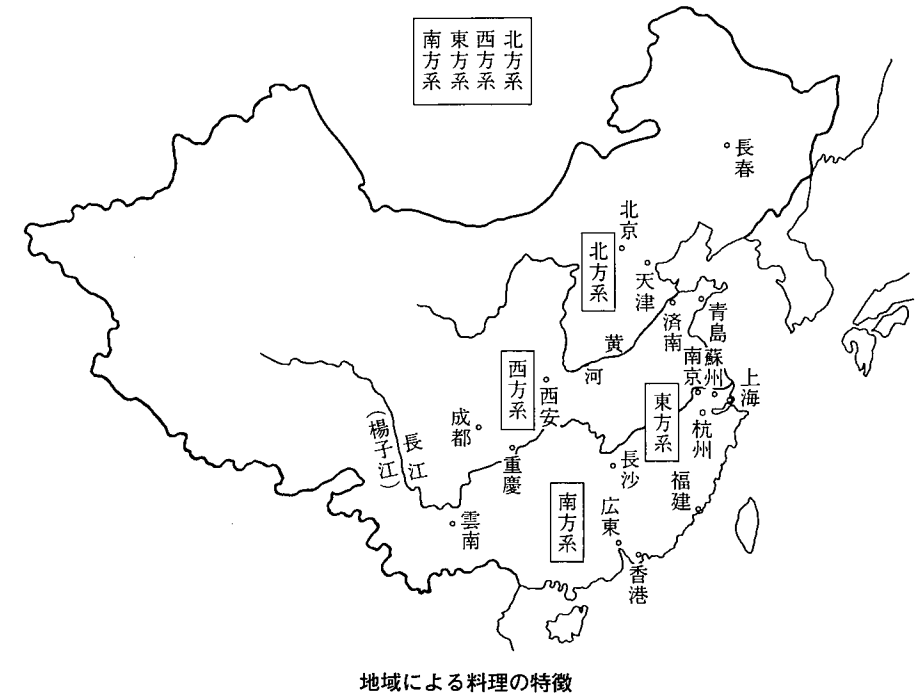 北方系
西方系
東方系
南方系
長春
北京
北方系
天津
済南
青島
黄河
南京
蘇州
上海
西方系
西安
東方系
杭州
成都
長江
(楊子江)
重慶
長沙
福建
南方系
広東
雲南
香港
地域による料理の特徴